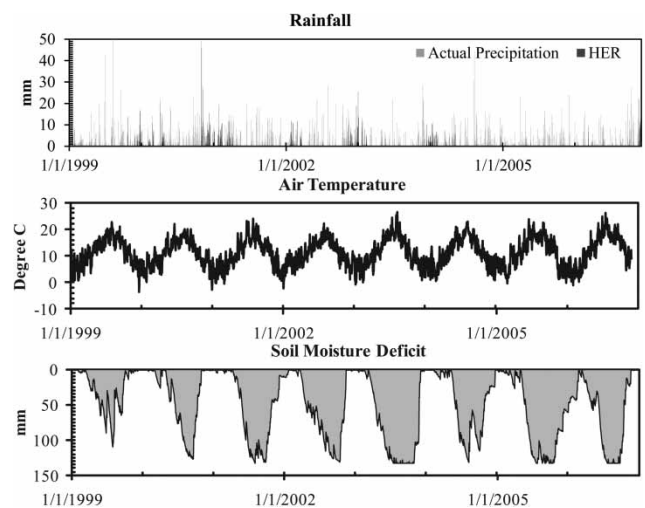 Rainfall
50
40
30
20
10
0
mm
Actual Precipitation HER
1/1/1999 1/1/2002 1/1/2005
Air Temperature
30
20
10
0
-10
Degree C
1/1/1999 1/1/2002 1/1/2005
Soil Moisture Deficit
0
50
100
150
mm
1/1/1999 1/1/2002 1/1/2005